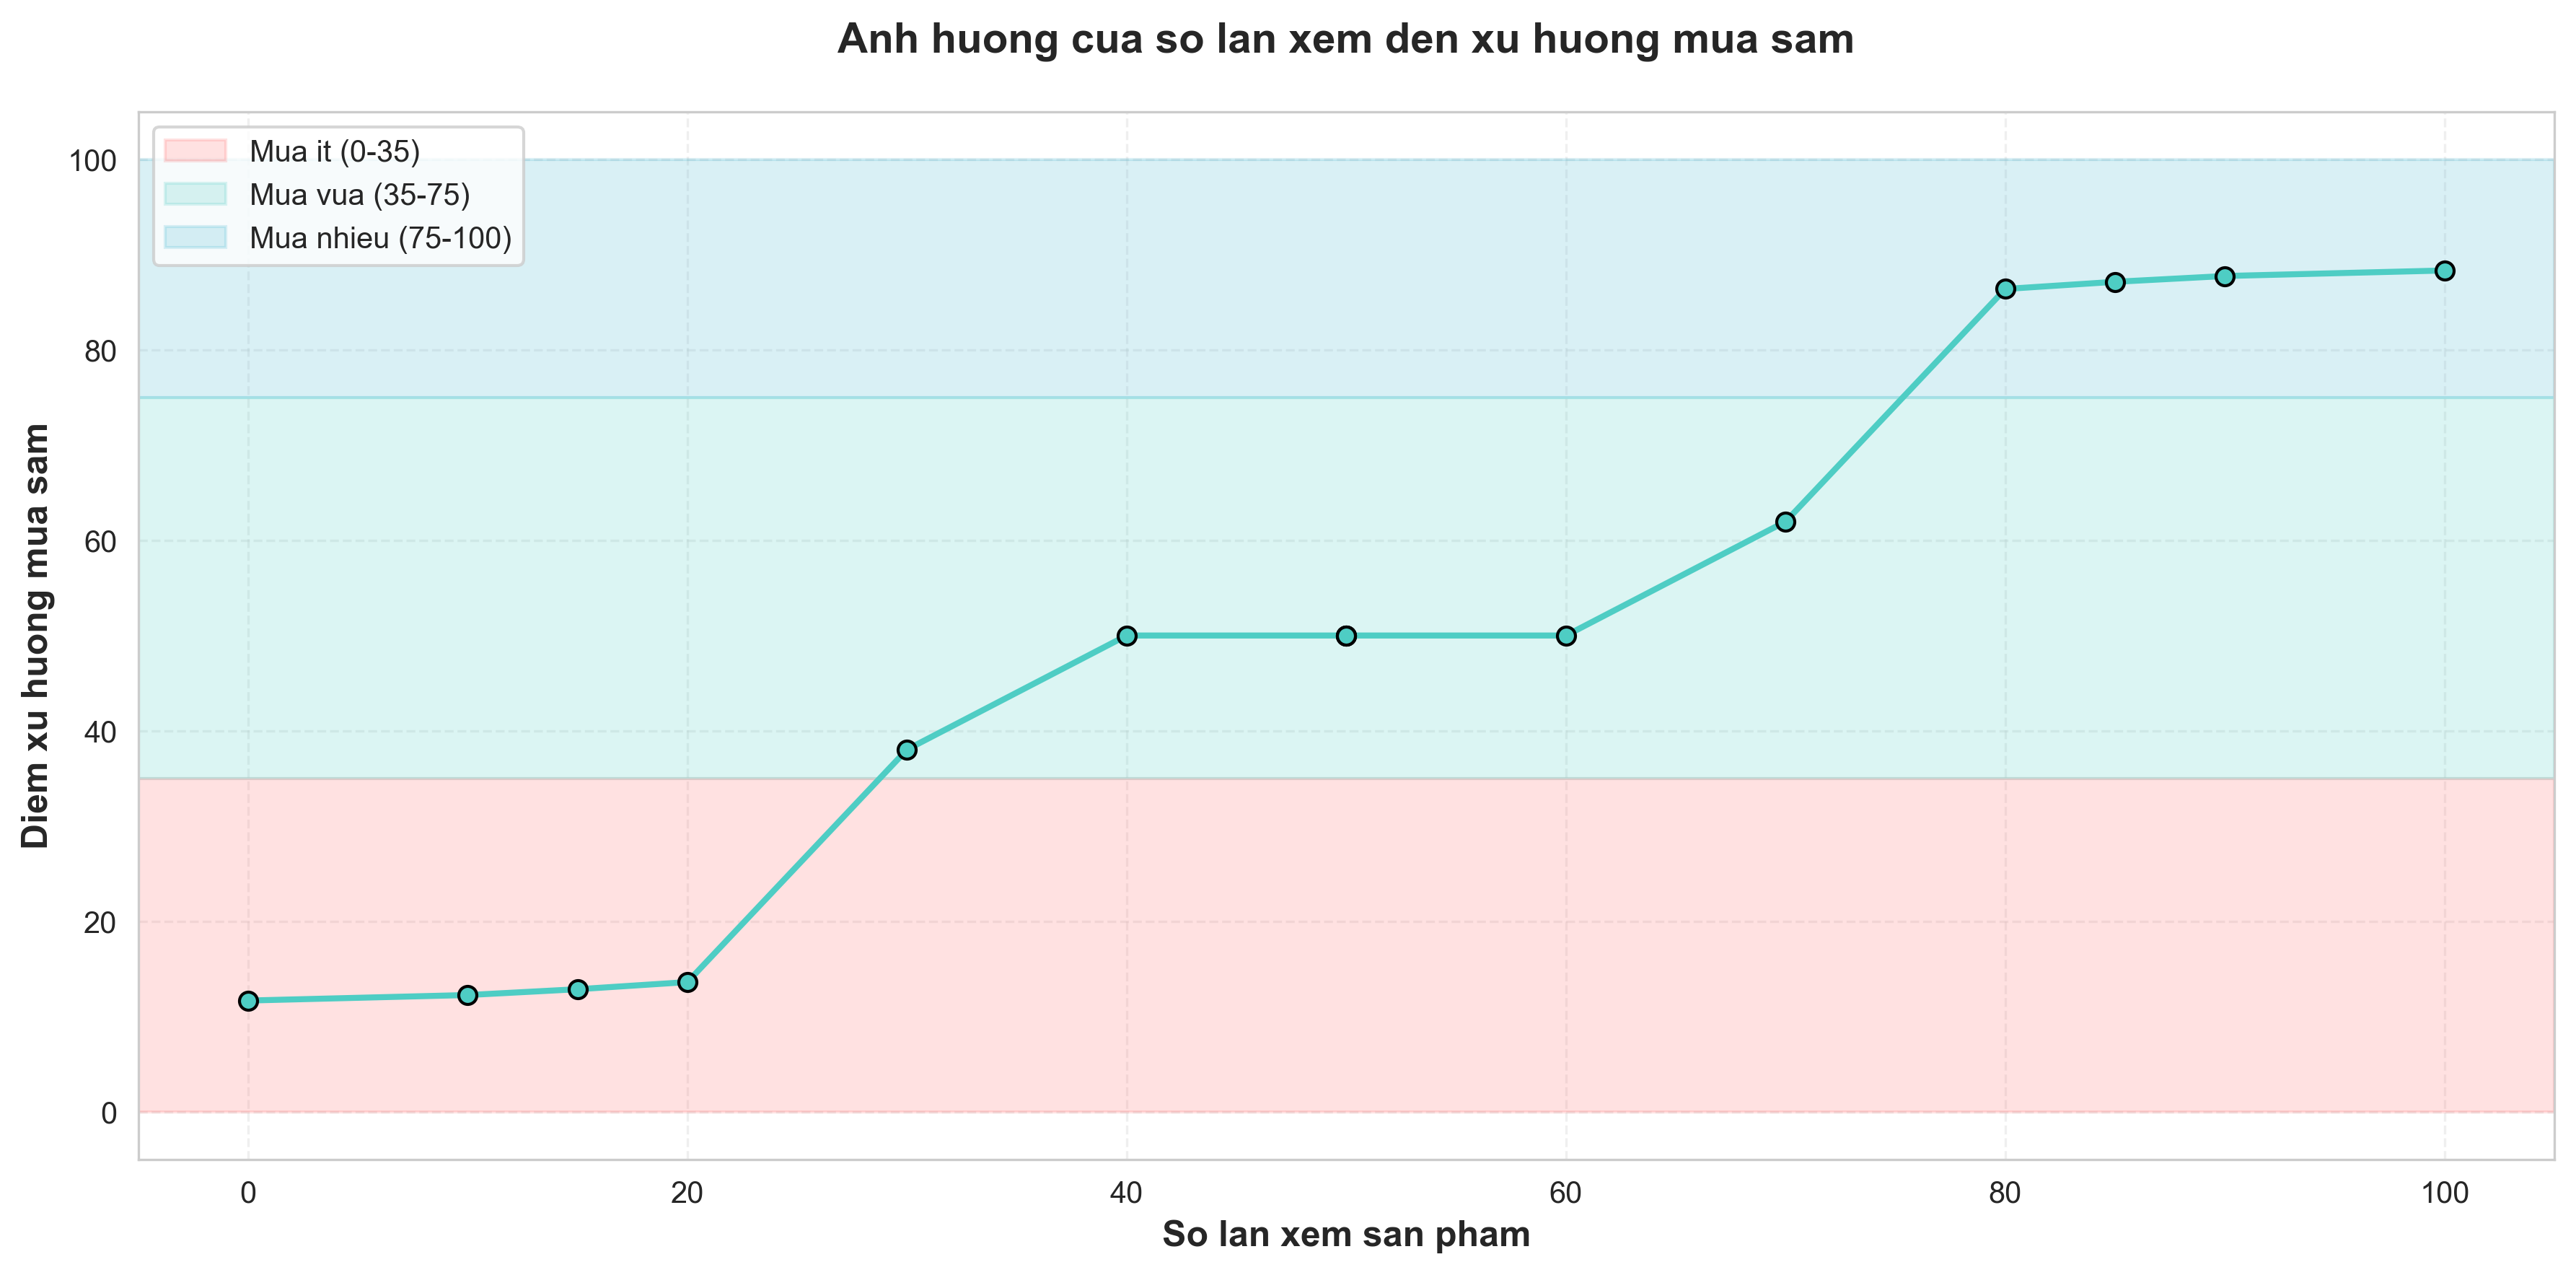 Anh huong cua so lan xem den xu huong mua sam
Mua it (0-35)
Mua vua (35-75)
Mua nhieu (75-100)
Diem xu huong mua sam
100
80
60
40
20
0
0 20 40 60 80 100
So lan xem san pham